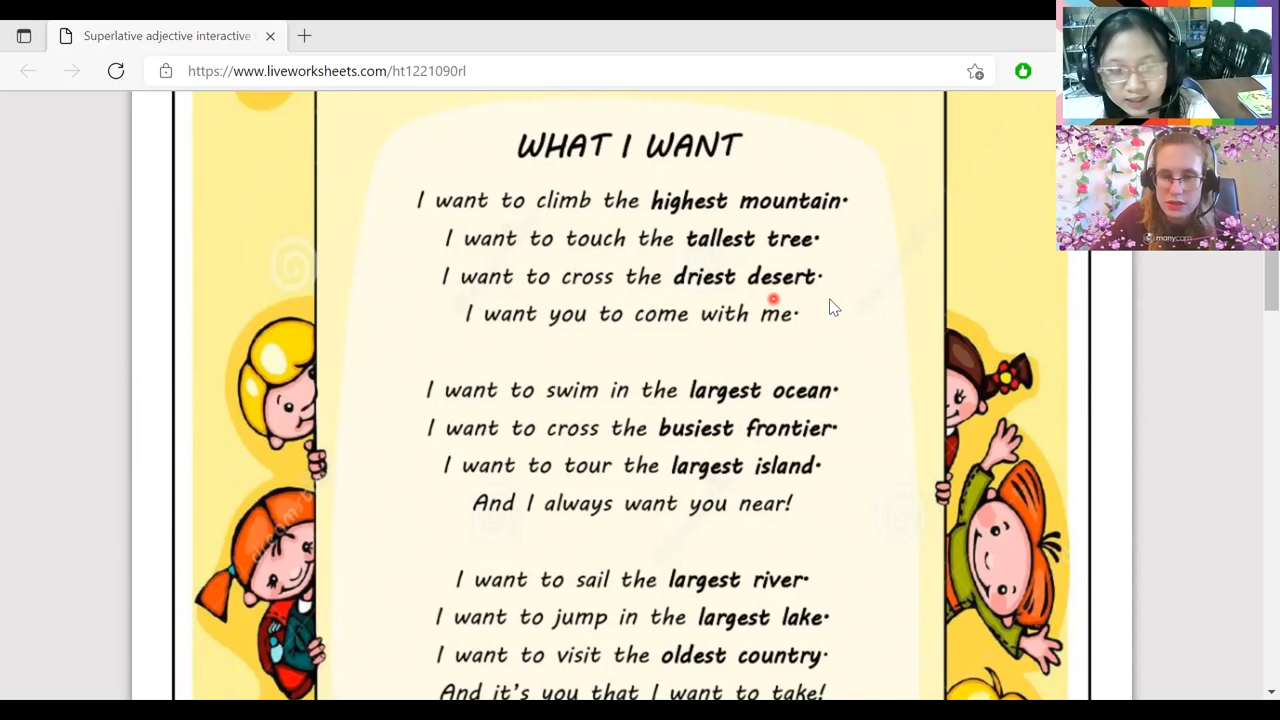 Superlative adjective interactive
https://www.liveworksheets.com/ht1221090rl
WHAT I WANT
I want to climb the highest mountain.
I want to touch the tallest tree.
I want to cross the driest desert.
I want you to come with me.
I want to swim in the largest ocean.
I want to cross the busiest frontier.
I want to tour the largest island.
And I always want you near!
I want to sail the largest river.
I want to jump in the largest lake.
I want to visit the oldest country.
And it's you that I want to take!
manycam